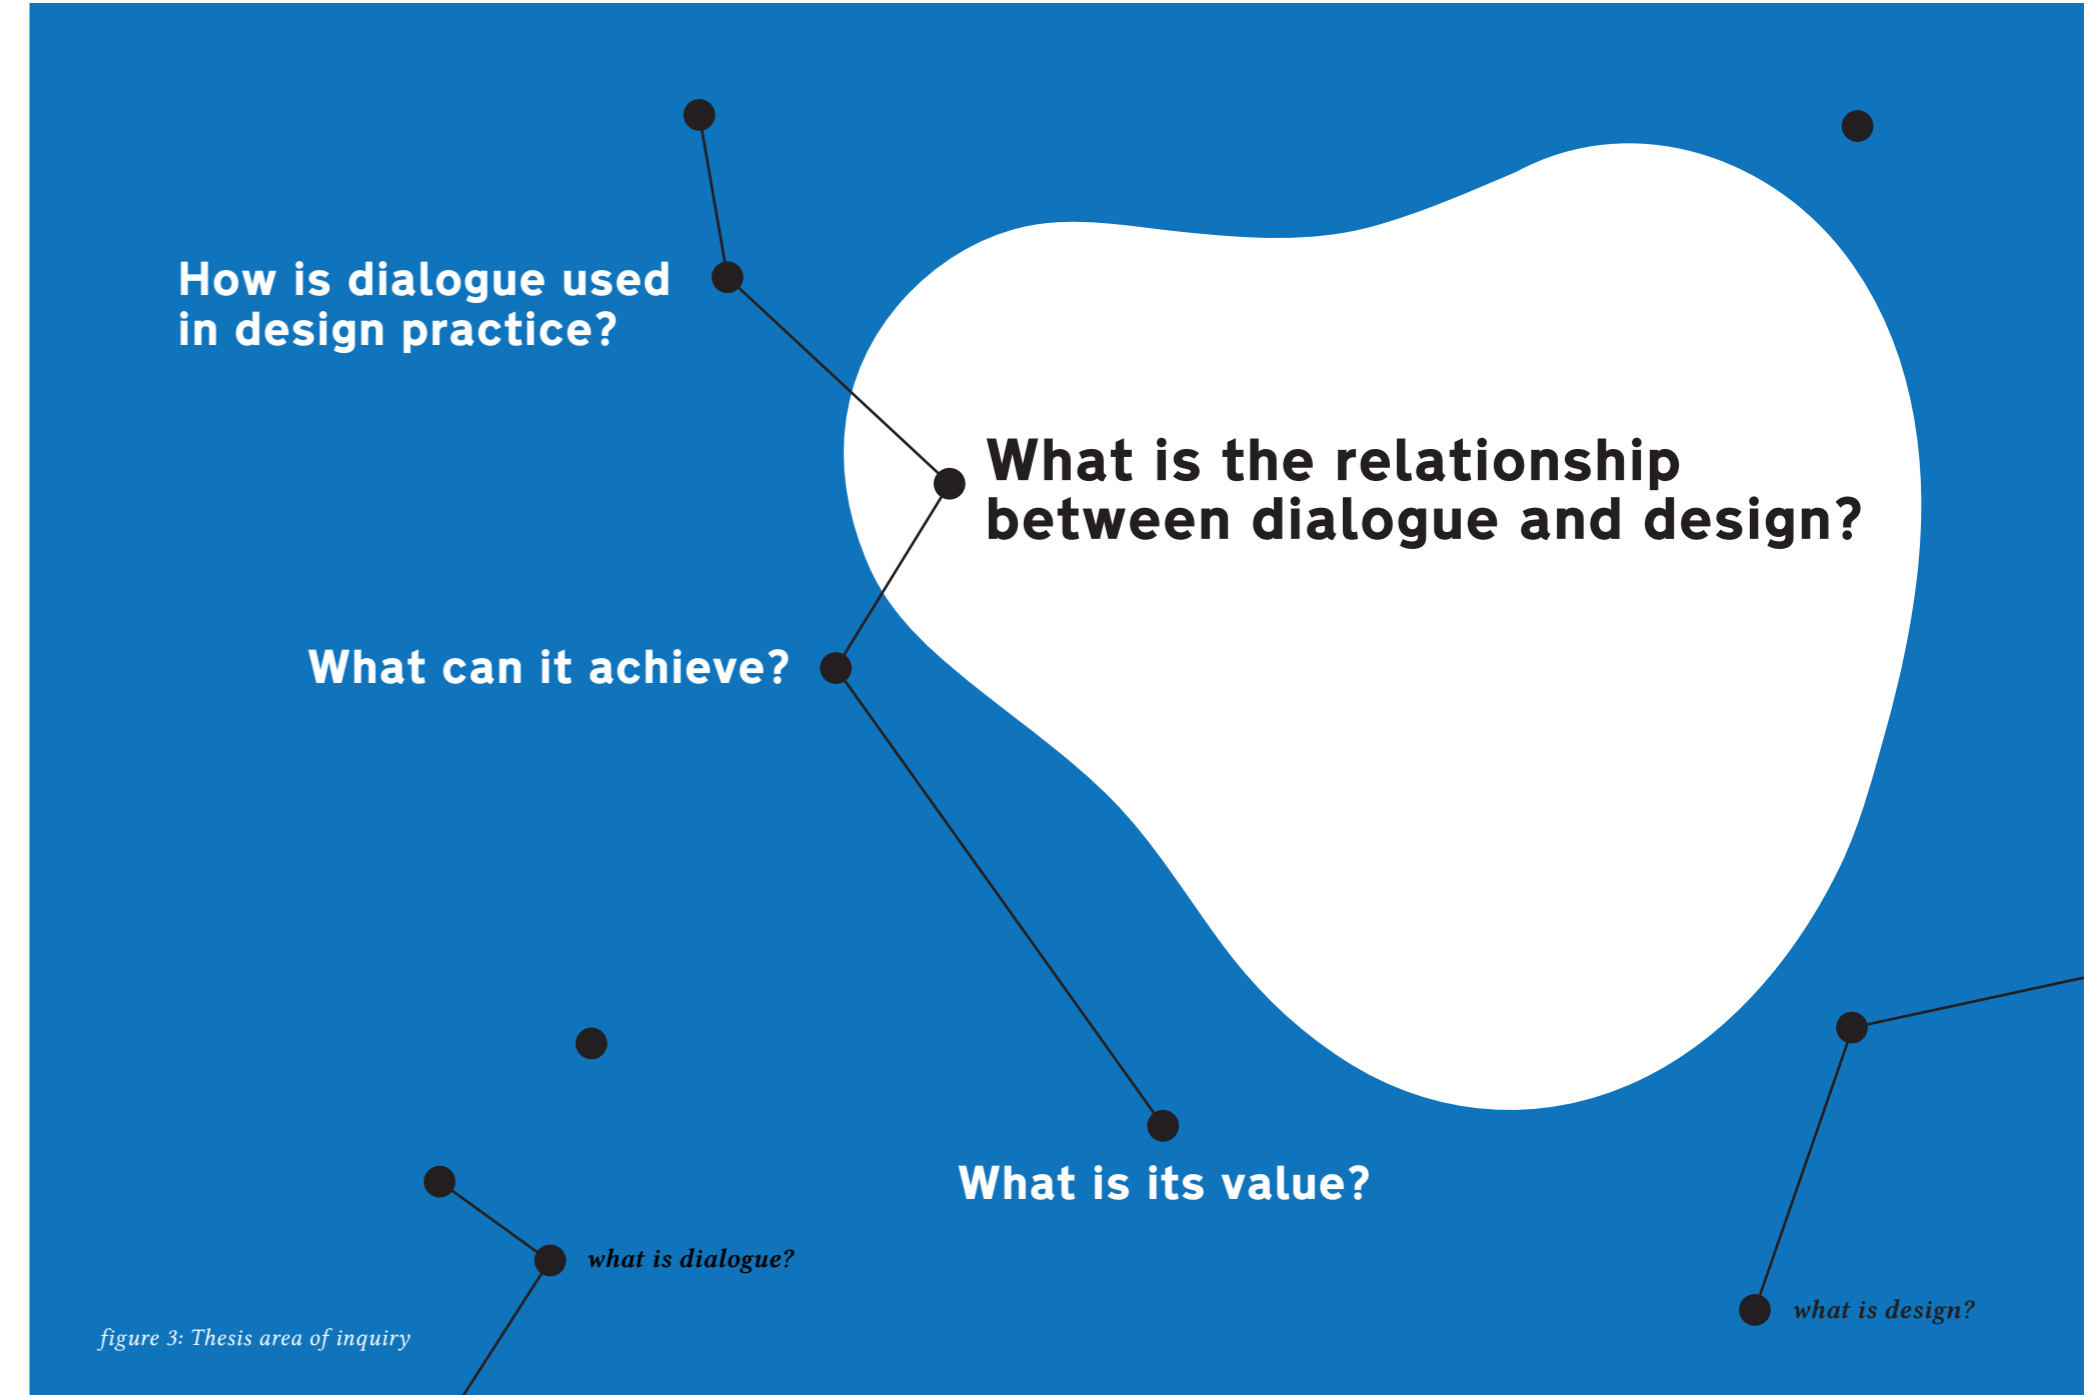 How is dialogue used
in design practice?
What is the relationship
between dialogue and design?
What can it achieve?
What is its value?
what is dialogue?
what is design?
figure 3: Thesis area of inquiry